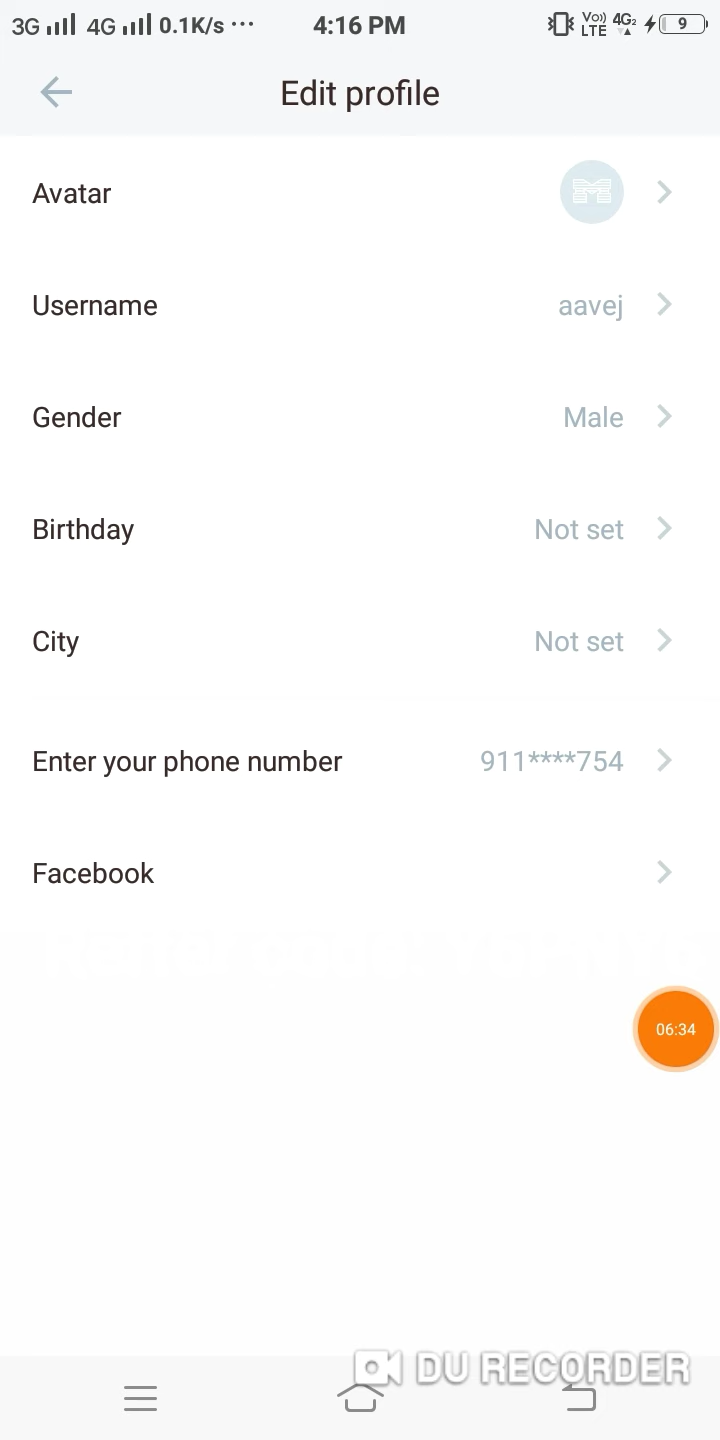 3G 4G 0.1K/s ... 4:16 PM Vo)) LTE 4G2 9
Edit profile
Avatar
Username aavej
Gender Male
Birthday Not set
City Not set
Enter your phone number 911****754
Facebook
06:34
DU RECORDER